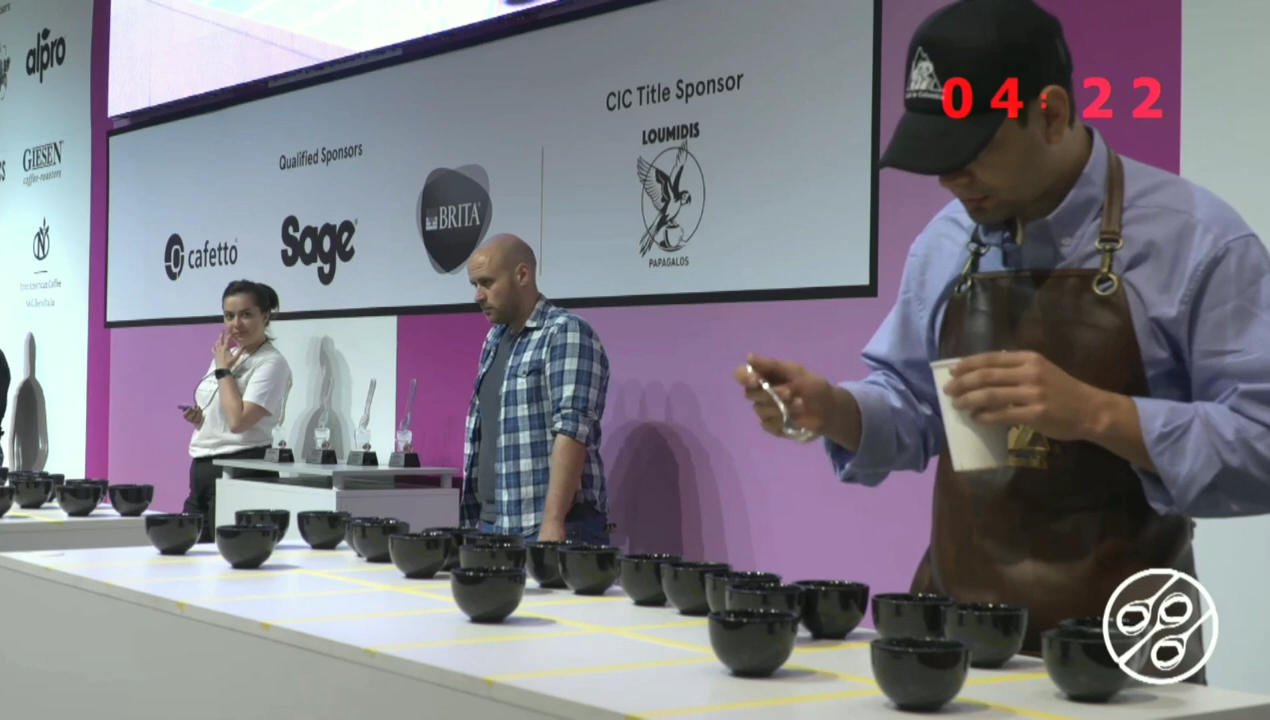 alpro
GIESEN
coffee-roasters
Qualified Sponsors
cafetto
Sage
BRITA
CIC Title Sponsor
LOUMIDIS
PAPAGALOS
04:22